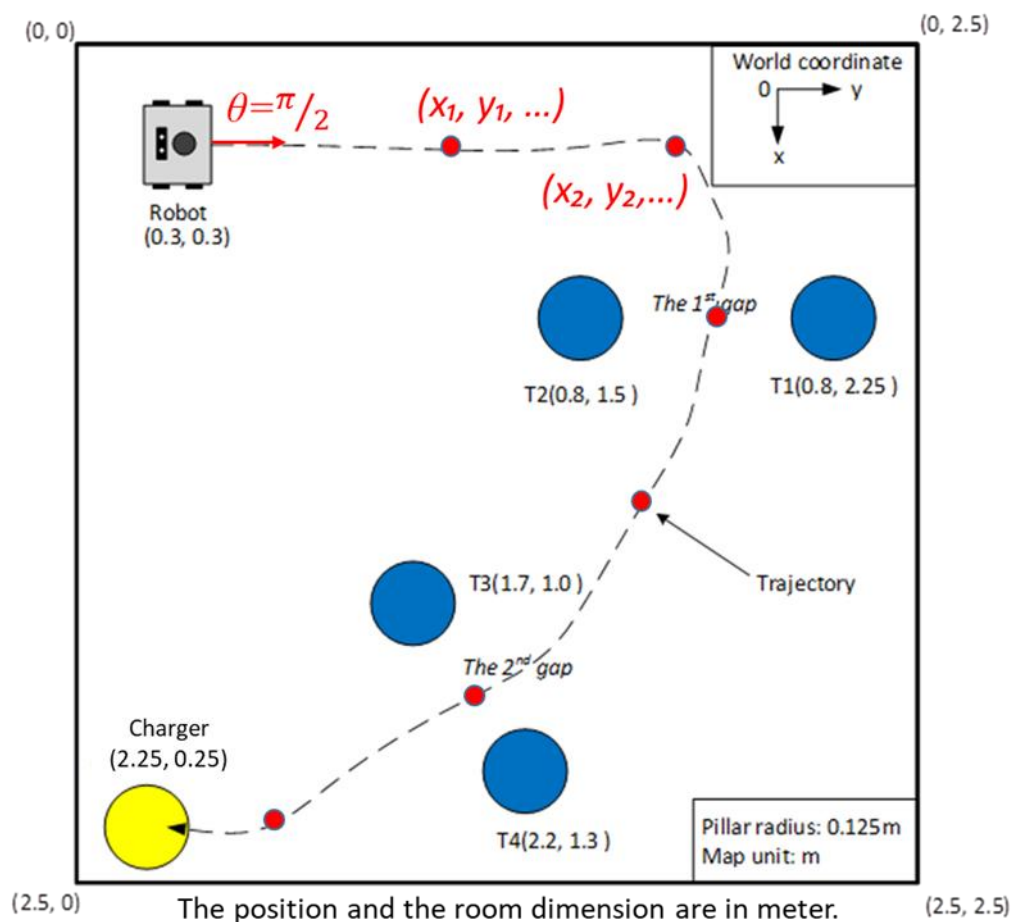 (0, 0)
(0, 2.5)
World coordinate
0
y
x
θ=π/2
(x₁, y₁, ...)
(x₂, y₂,...)
Robot
(0.3, 0.3)
The 1st gap
T2(0.8, 1.5 )
T1(0.8, 2.25 )
T3(1.7, 1.0 )
Trajectory
The 2nd gap
Charger
(2.25, 0.25)
T4(2.2, 1.3 )
Pillar radius: 0.125m
Map unit: m
(2.5, 0)
The position and the room dimension are in meter.
(2.5, 2.5)